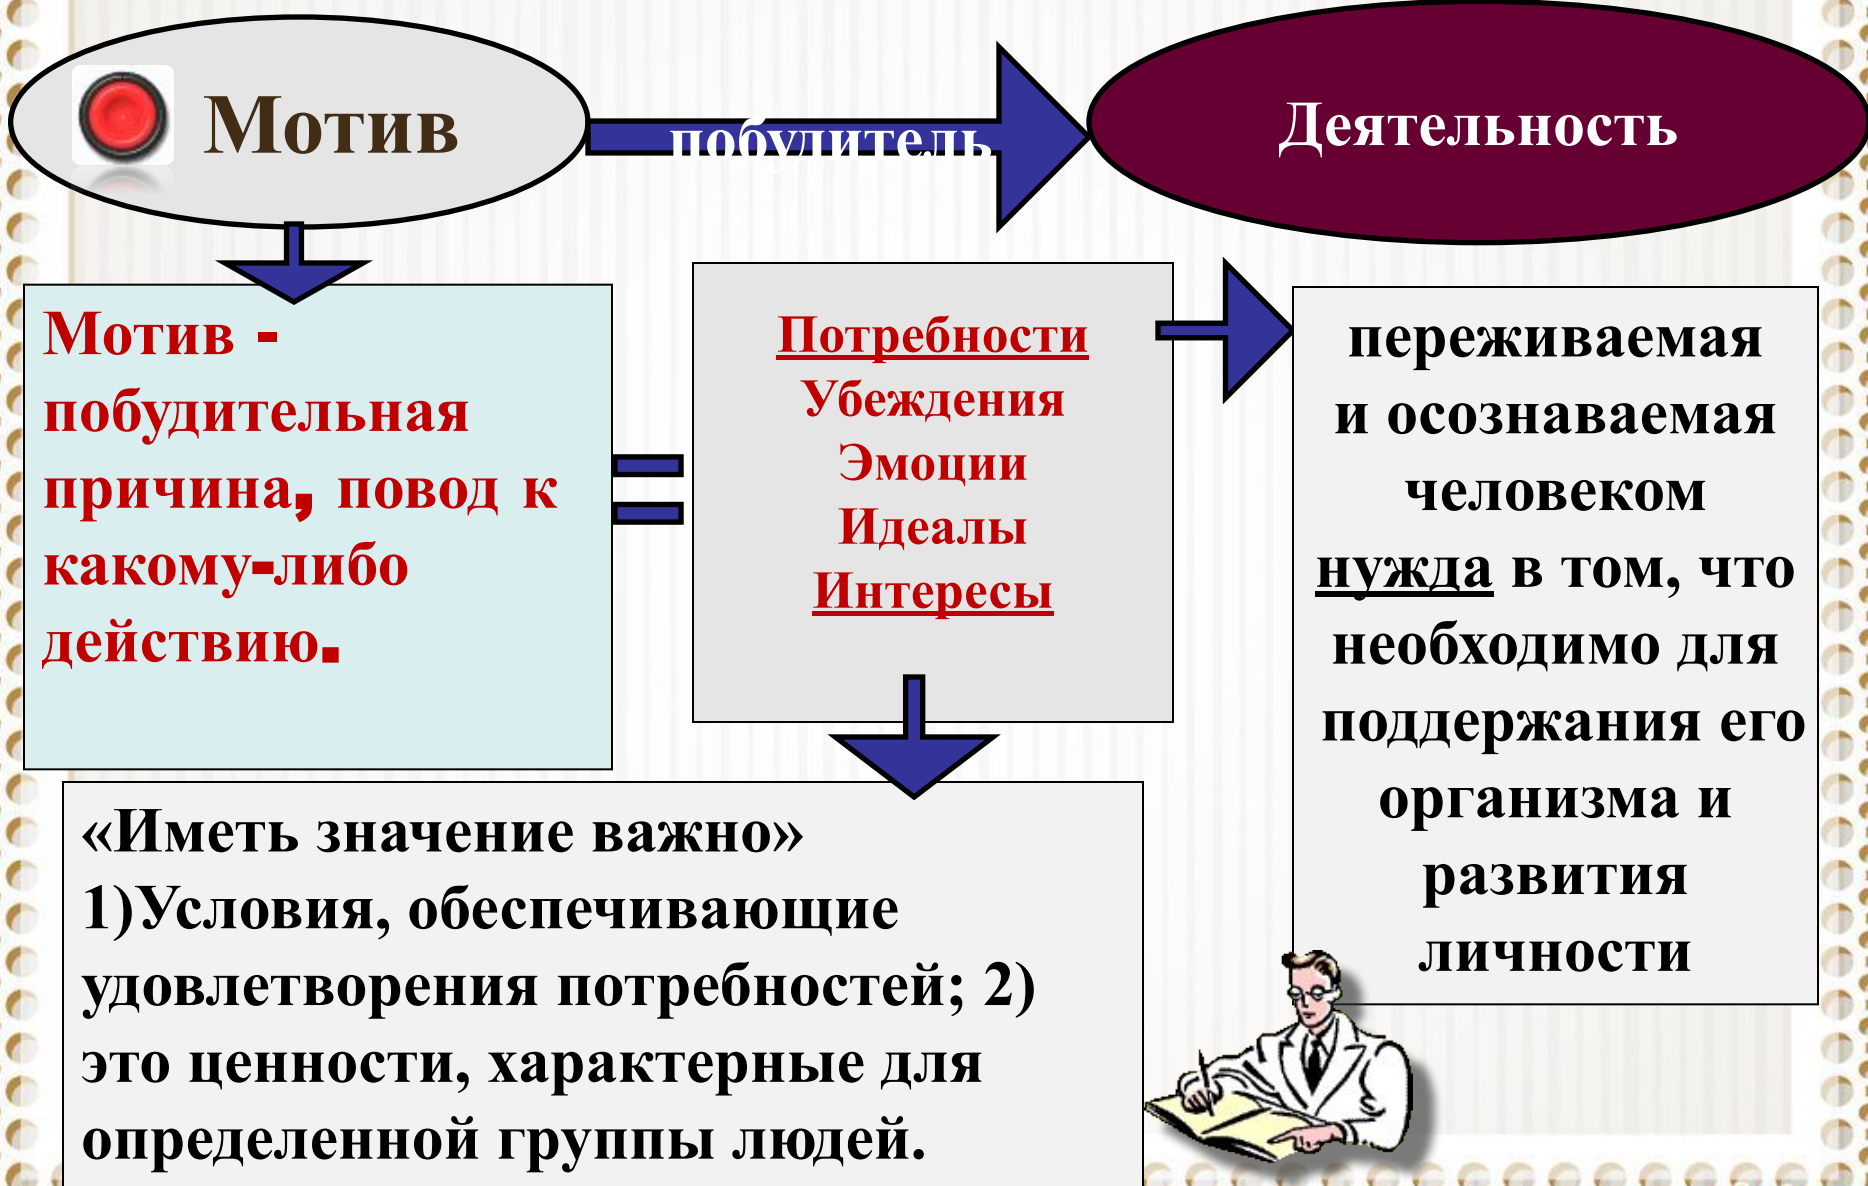 Мотив
побудитель
Деятельность
Мотив -
побудительная
причина, повод к
какому-либо
действию.
Потребности
Убеждения
Эмоции
Идеалы
Интересы
переживаемая
и осознаваемая
человеком
нужда в том, что
необходимо для
поддержания его
организма и
развития
личности
«Иметь значение важно»
1)Условия, обеспечивающие
удовлетворения потребностей; 2)
это ценности, характерные для
определенной группы людей.